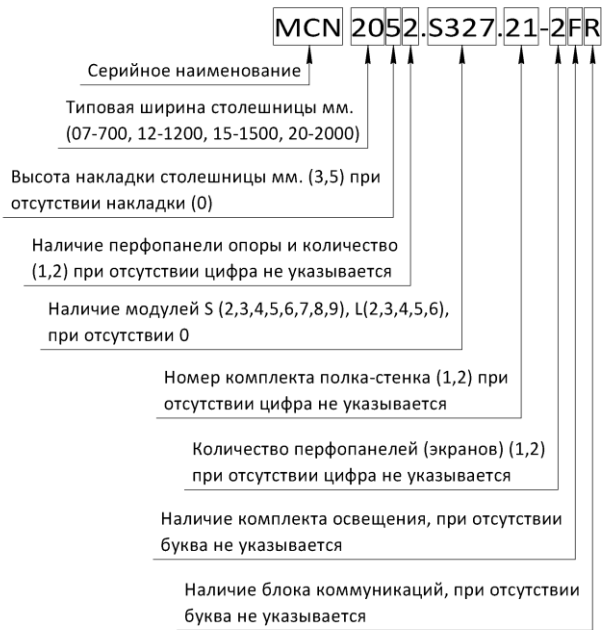 MCN 2052.S327.21-2FR
Серийное наименование
Типовая ширина столешницы мм.
(07-700, 12-1200, 15-1500, 20-2000)
Высота накладки столешницы мм. (3,5) при
отсутствии накладки (0)
Наличие перфопанели опоры и количество
(1,2) при отсутствии цифра не указывается
Наличие модулей S (2,3,4,5,6,7,8,9), L(2,3,4,5,6),
при отсутствии 0
Номер комплекта полка-стенка (1,2) при
отсутствии цифра не указывается
Количество перфопанелей (экранов) (1,2)
при отсутствии цифра не указывается
Наличие комплекта освещения, при отсутствии
буква не указывается
Наличие блока коммуникаций, при отсутствии
буква не указывается